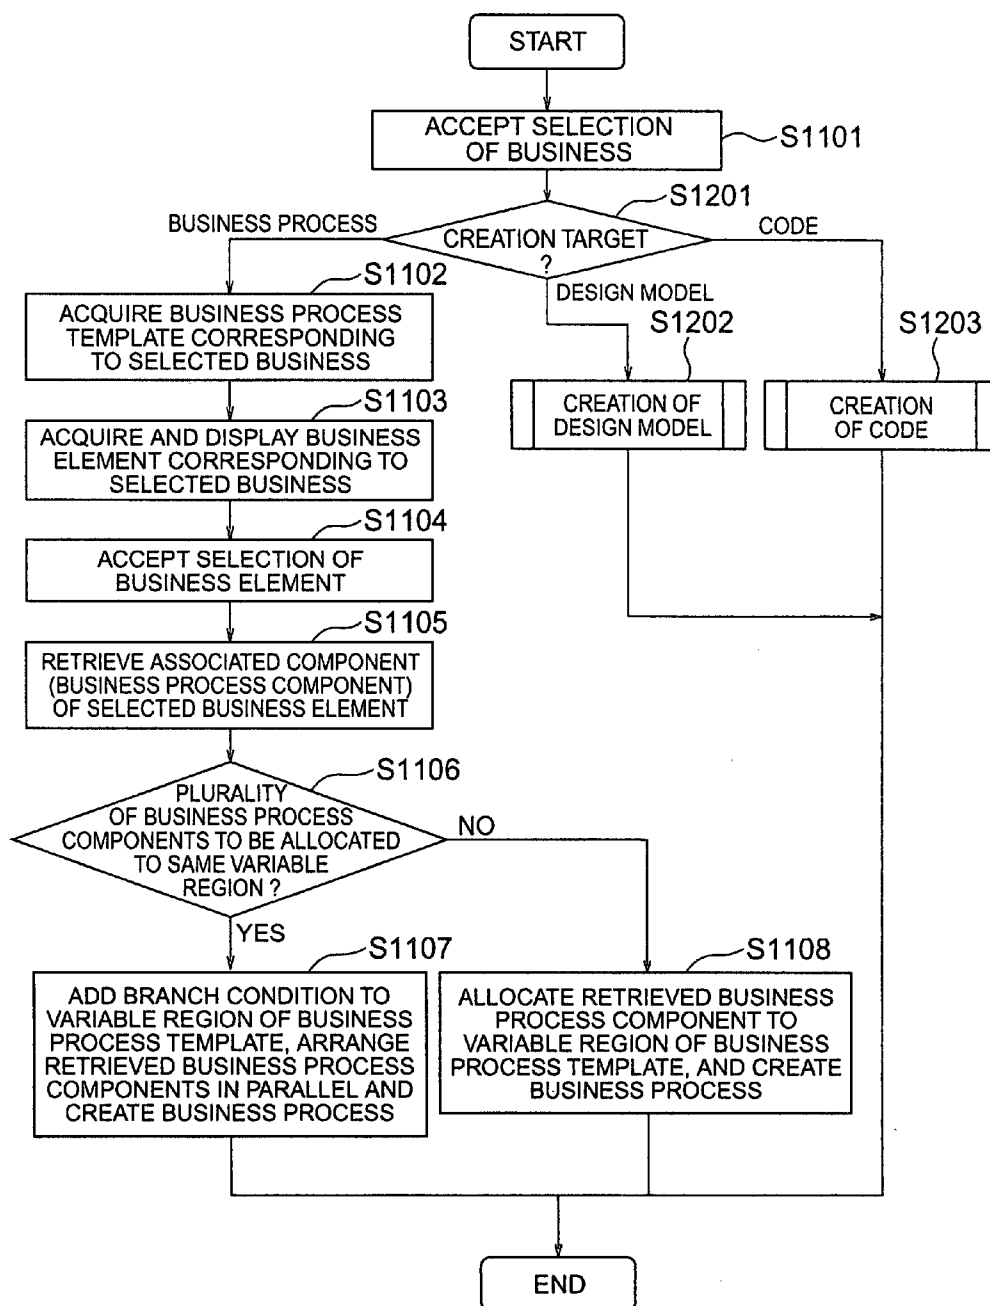 START
ACCEPT SELECTION
OF BUSINESS
S1101
S1201
BUSINESS PROCESS
CREATION TARGET
?
CODE
DESIGN MODEL
S1102
ACQUIRE BUSINESS PROCESS
TEMPLATE CORRESPONDING
TO SELECTED BUSINESS
S1202
CREATION OF
DESIGN MODEL
S1203
CREATION
OF CODE
S1103
ACQUIRE AND DISPLAY BUSINESS
ELEMENT CORRESPONDING TO
SELECTED BUSINESS
S1104
ACCEPT SELECTION OF
BUSINESS ELEMENT
S1105
RETRIEVE ASSOCIATED COMPONENT
(BUSINESS PROCESS COMPONENT)
OF SELECTED BUSINESS ELEMENT
S1106
PLURALITY
OF BUSINESS PROCESS
COMPONENTS TO BE ALLOCATED
TO SAME VARIABLE
REGION ?
NO
YES
S1107
ADD BRANCH CONDITION TO
VARIABLE REGION OF BUSINESS
PROCESS TEMPLATE, ARRANGE
RETRIEVED BUSINESS PROCESS
COMPONENTS IN PARALLEL AND
CREATE BUSINESS PROCESS
S1108
ALLOCATE RETRIEVED BUSINESS
PROCESS COMPONENT TO
VARIABLE REGION OF BUSINESS
PROCESS TEMPLATE, AND CREATE
BUSINESS PROCESS
END